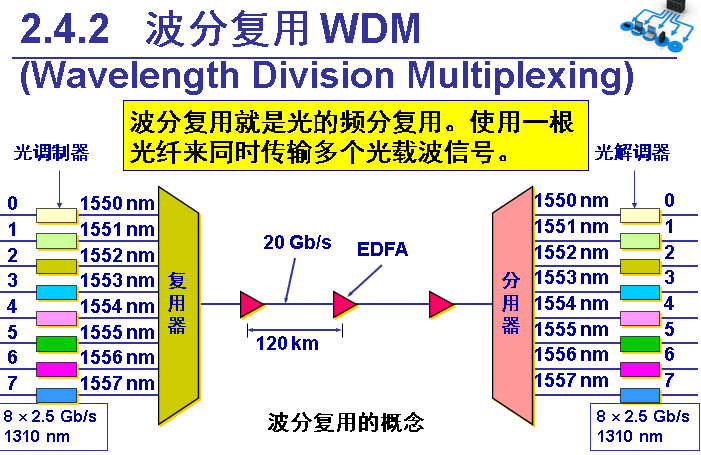 2.4.2 波分复用 WDM
(Wavelength Division Multiplexing)
波分复用就是光的频分复用。使用一根
光纤来同时传输多个光载波信号。
光调制器
光解调器
0 1550 nm
1 1551 nm
2 1552 nm
3 1553 nm
4 1554 nm
5 1555 nm
6 1556 nm
7 1557 nm
8 × 2.5 Gb/s
1310 nm
复
用
器
20 Gb/s
EDFA
120 km
分
用
器
1550 nm 0
1551 nm 1
1552 nm 2
1553 nm 3
1554 nm 4
1555 nm 5
1556 nm 6
1557 nm 7
8 × 2.5 Gb/s
1310 nm
波分复用的概念